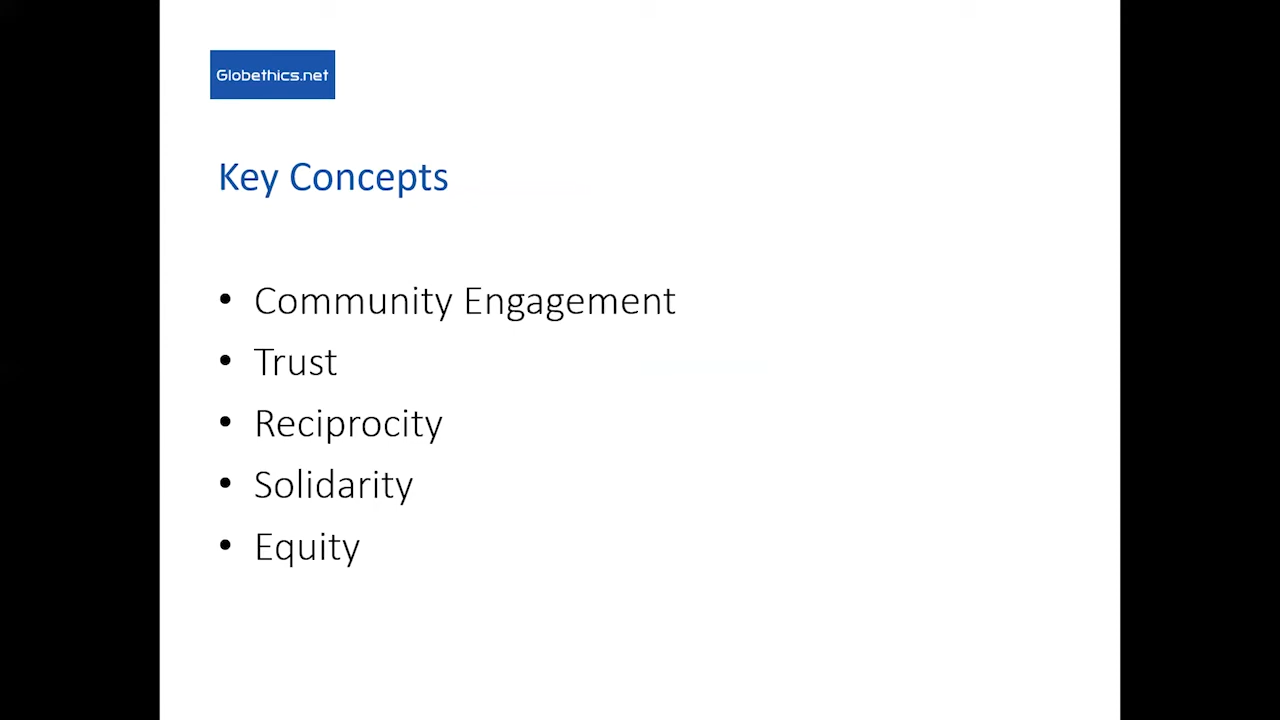 Globethics.net
Key Concepts
• Community Engagement
• Trust
• Reciprocity
• Solidarity
• Equity